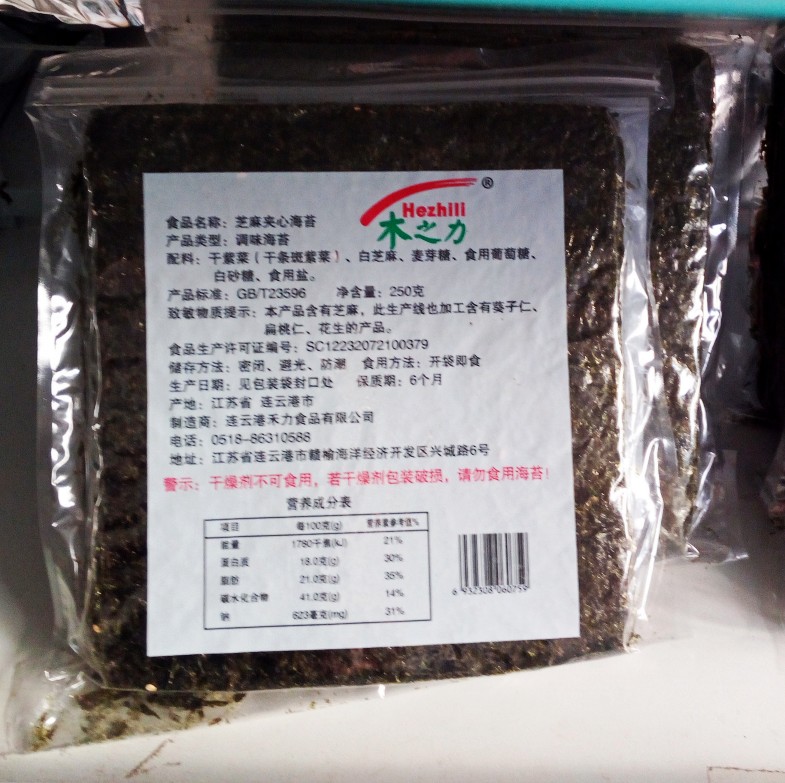 ®
Hezhili
木之力
食品名称：芝麻夹心海苔
产品类型：调味海苔
配料：干紫菜（干条斑紫菜）、白芝麻、麦芽糖、食用葡萄糖、
白砂糖、食用盐。
产品标准：GB/T23596 净含量：250克
致敏物质提示：本产品含有芝麻，此生产线也加工含有葵子仁、
扁桃仁、花生的产品。
食品生产许可证编号：SC12232072100379
储存方法：密闭、避光、防潮 食用方法：开袋即食
生产日期：见包装袋封口处 保质期：6个月
产地：江苏省 连云港市
制造商：连云港禾力食品有限公司
电话：0518-86310588
地址：江苏省连云港市赣榆海洋经济开发区兴城路6号
警示：干燥剂不可食用，若干燥剂包装破损，请勿食用海苔！
营养成分表
项目 每100克(g) 营养素参考值%
能量 1780千焦(kJ) 21%
蛋白质 18.0克(g) 30%
脂肪 21.0克(g) 35%
碳水化合物 41.0克(g) 14%
钠 623毫克(mg) 31%
6 932308 060759